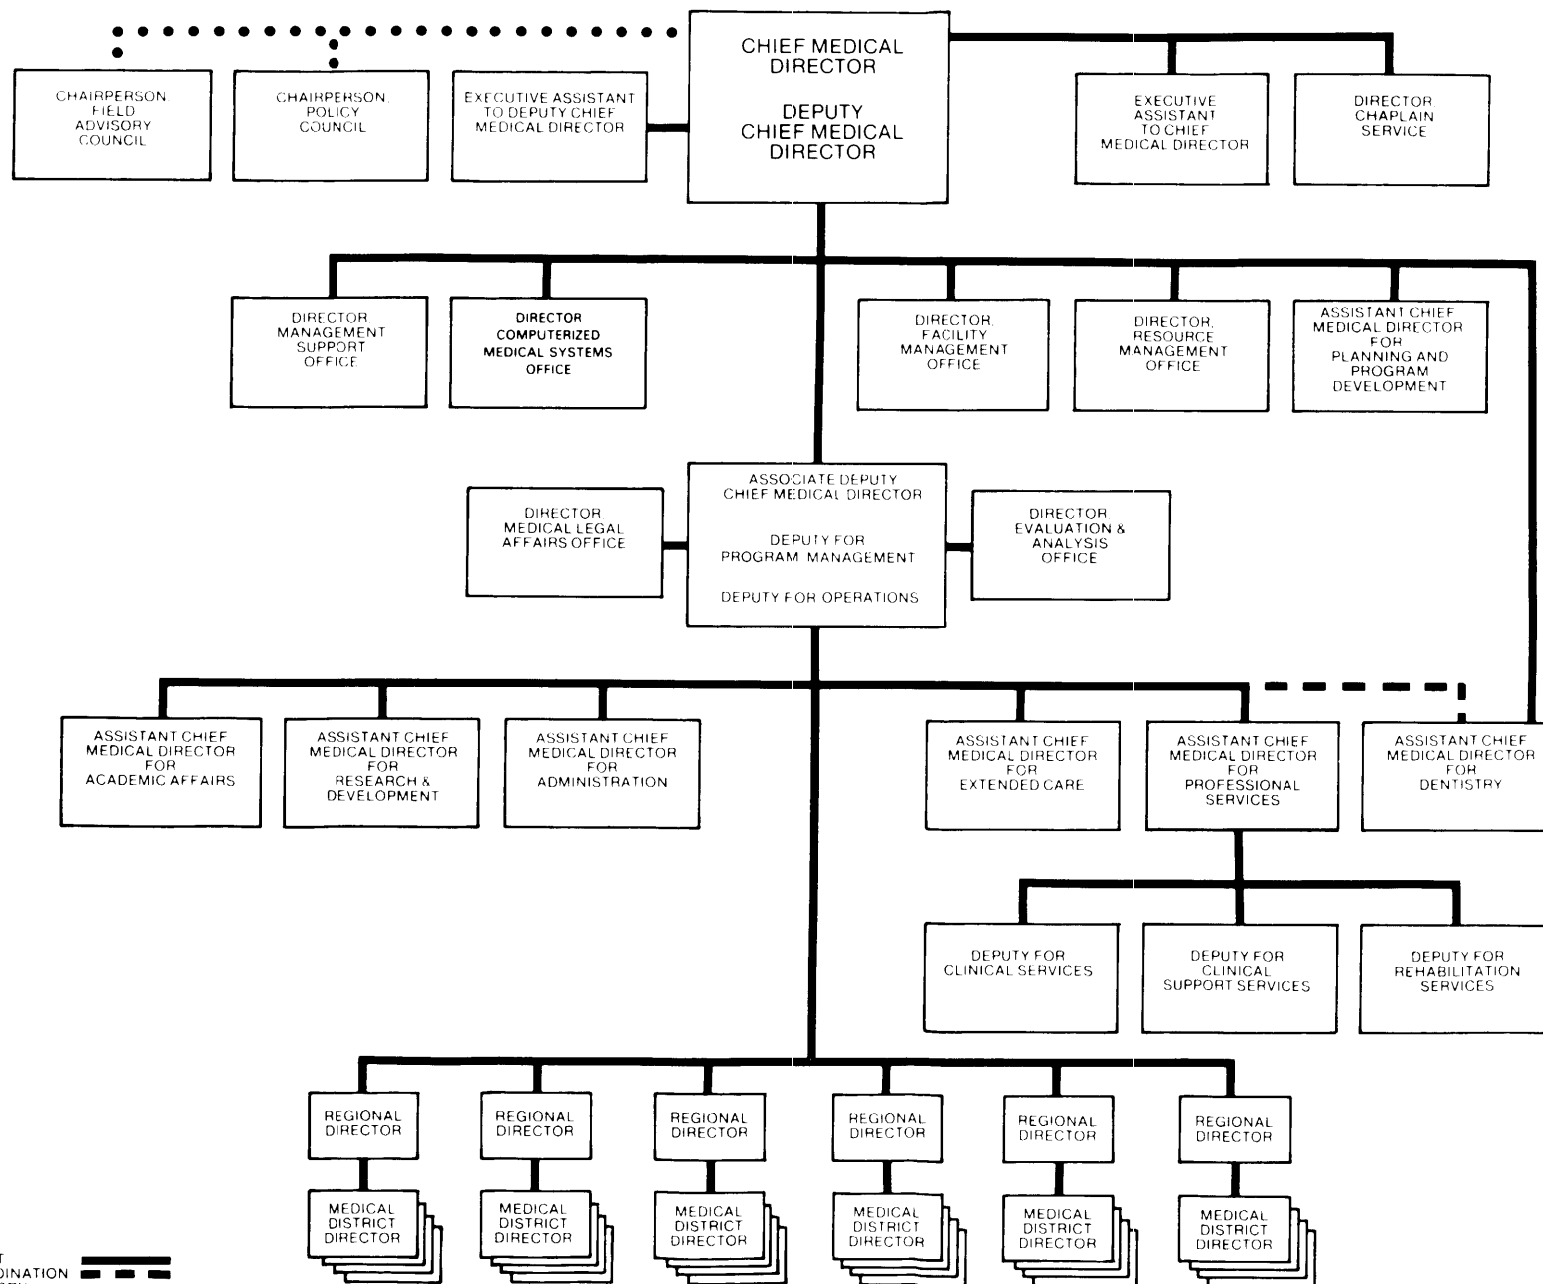 CHIEF MEDICAL
DIRECTOR
DEPUTY
CHIEF MEDICAL
DIRECTOR
CHAIRPERSON,
FIELD
ADVISORY
COUNCIL
CHAIRPERSON,
POLICY
COUNCIL
EXECUTIVE ASSISTANT
TO DEPUTY CHIEF
MEDICAL DIRECTOR
EXECUTIVE
ASSISTANT
TO CHIEF
MEDICAL DIRECTOR
DIRECTOR,
CHAPLAIN
SERVICE
DIRECTOR,
MANAGEMENT
SUPPORT
OFFICE
DIRECTOR
COMPUTERIZED
MEDICAL SYSTEMS
OFFICE
DIRECTOR,
FACILITY
MANAGEMENT
OFFICE
DIRECTOR,
RESOURCE
MANAGEMENT
OFFICE
ASSISTANT CHIEF
MEDICAL DIRECTOR
FOR
PLANNING AND
PROGRAM
DEVELOPMENT
DIRECTOR
MEDICAL LEGAL
AFFAIRS OFFICE
ASSOCIATE DEPUTY
CHIEF MEDICAL DIRECTOR
DEPUTY FOR
PROGRAM MANAGEMENT
DEPUTY FOR OPERATIONS
DIRECTOR
EVALUATION &
ANALYSIS
OFFICE
ASSISTANT CHIEF
MEDICAL DIRECTOR
FOR
ACADEMIC AFFAIRS
ASSISTANT CHIEF
MEDICAL DIRECTOR
FOR
RESEARCH &
DEVELOPMENT
ASSISTANT CHIEF
MEDICAL DIRECTOR
FOR
ADMINISTRATION
ASSISTANT CHIEF
MEDICAL DIRECTOR
FOR
EXTENDED CARE
ASSISTANT CHIEF
MEDICAL DIRECTOR
FOR
PROFESSIONAL
SERVICES
ASSISTANT CHIEF
MEDICAL DIRECTOR
FOR
DENTISTRY
DEPUTY FOR
CLINICAL SERVICES
DEPUTY FOR
CLINICAL
SUPPORT SERVICES
DEPUTY FOR
REHABILITATION
SERVICES
REGIONAL
DIRECTOR
REGIONAL
DIRECTOR
REGIONAL
DIRECTOR
REGIONAL
DIRECTOR
REGIONAL
DIRECTOR
REGIONAL
DIRECTOR
MEDICAL
DISTRICT
DIRECTOR
MEDICAL
DISTRICT
DIRECTOR
MEDICAL
DISTRICT
DIRECTOR
MEDICAL
DISTRICT
DIRECTOR
MEDICAL
DISTRICT
DIRECTOR
MEDICAL
DISTRICT
DIRECTOR